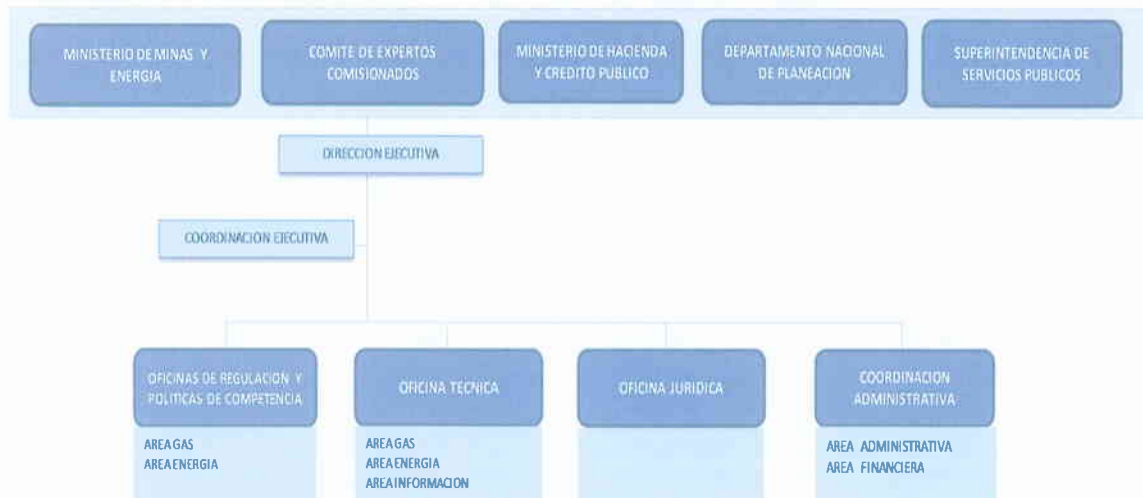 MINISTERIO DE MINAS Y
ENERGIA
COMITE DE EXPERTOS
COMISIONADOS
MINISTERIO DE HACIENDA
Y CREDITO PUBLICO
DEPARTAMENTO NACIONAL
DE PLANEACION
SUPERINTENDENCIA DE
SERVICIOS PUBLICOS
DIRECCION EJECUTIVA
COORDINACION EJECUTIVA
OFICINAS DE REGULACION Y
POLITICAS DE COMPETENCIA
AREA GAS
AREA ENERGIA
OFICINA TECNICA
AREA GAS
AREA ENERGIA
AREA INFORMACION
OFICINA JURIDICA
COORDINACION
ADMINISTRATIVA
AREA ADMINISTRATIVA
AREA FINANCIERA